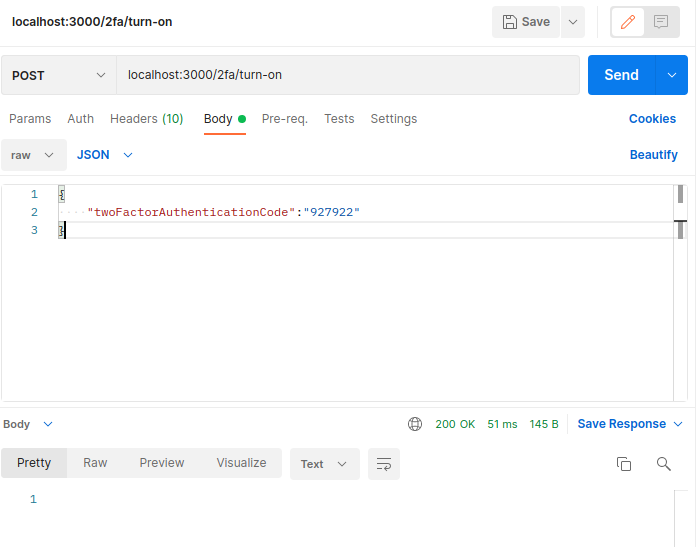 localhost:3000/2fa/turn-on Save
POST localhost:3000/2fa/turn-on Send
Params Auth Headers (10) Body Pre-req. Tests Settings Cookies
raw JSON Beautify
1 {
2 "twoFactorAuthenticationCode":"927922"
3 }
Body 200 OK 51 ms 145 B Save Response
Pretty Raw Preview Visualize Text
1